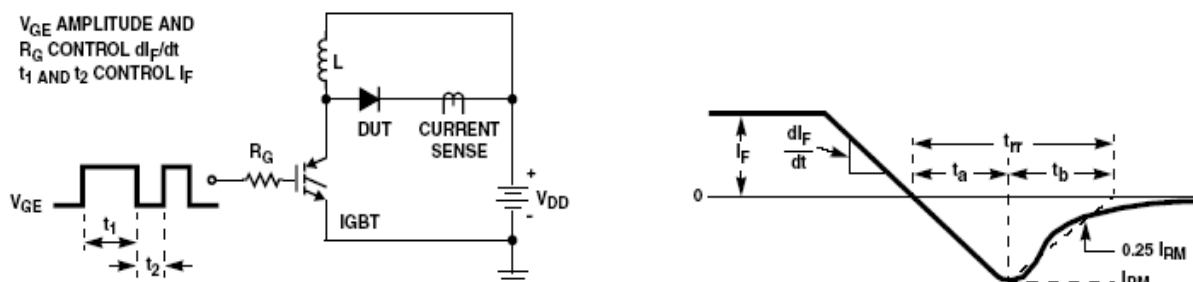 VGE AMPLITUDE AND
RG CONTROL dIF/dt
t1 AND t2 CONTROL IF
L
DUT
CURRENT
SENSE
RG
VGE
t1
t2
IGBT
+
VDD
-
IF
dIF
dt
trr
ta
tb
0
0.25 IRM
IRM